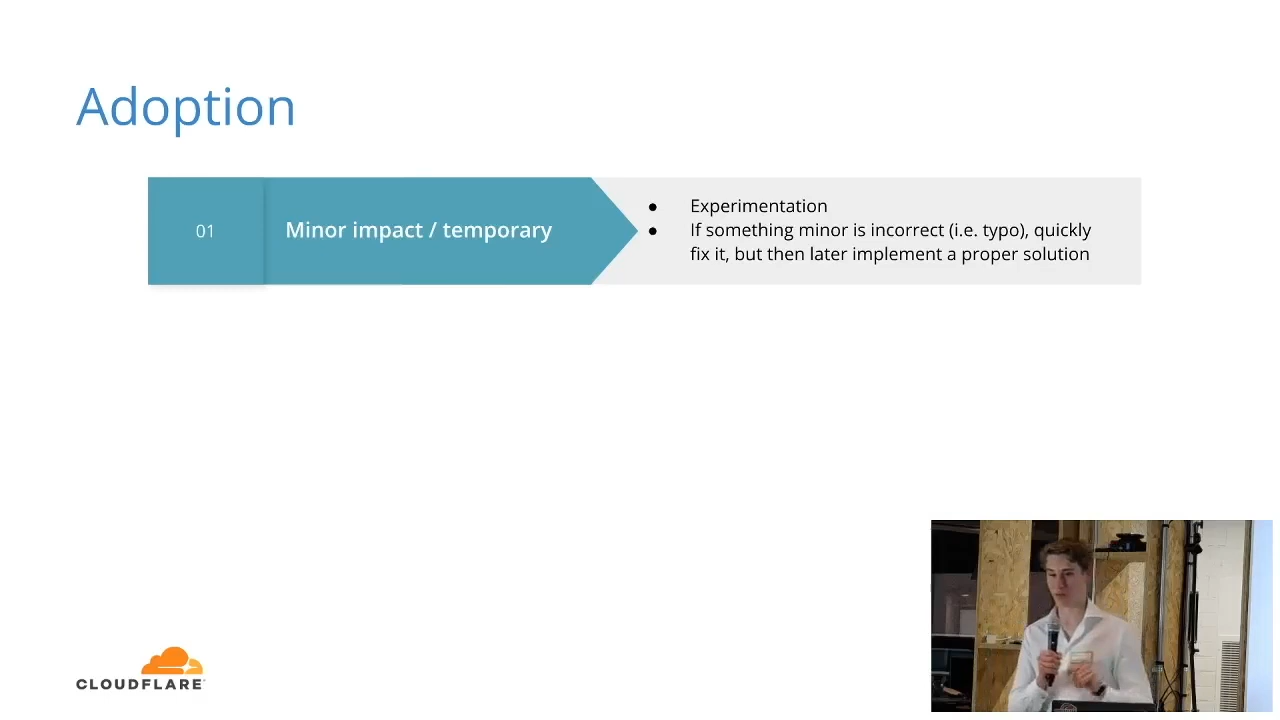 Adoption
01
Minor impact / temporary
● Experimentation
● If something minor is incorrect (i.e. typo), quickly
fix it, but then later implement a proper solution
CLOUDFLARE